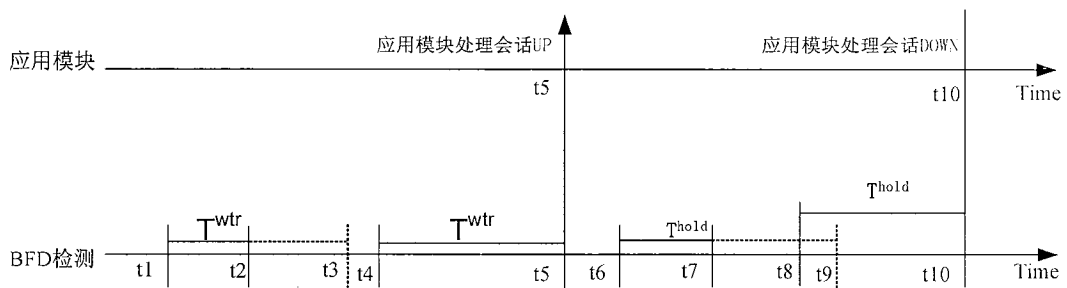 应用模块处理会话UP
应用模块处理会话DOWN
应用模块
t5
t10
Time
Twtr
Twtr
Thold
Thold
BFD检测
t1
t2
t3
t4
t5
t6
t7
t8
t9
t10
Time